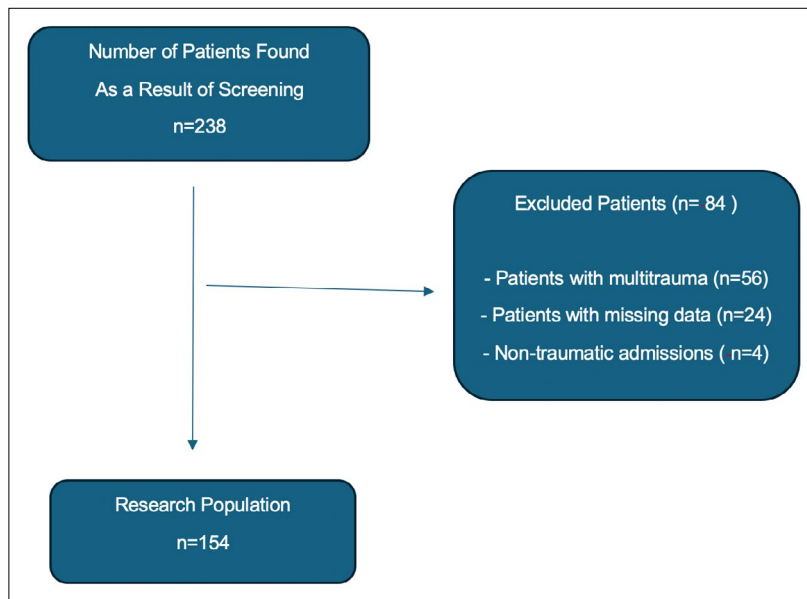 Number of Patients Found
As a Result of Screening
n=238
Excluded Patients (n= 84 )
- Patients with multitrauma (n=56)
- Patients with missing data (n=24)
- Non-traumatic admissions ( n=4)
Research Population
n=154